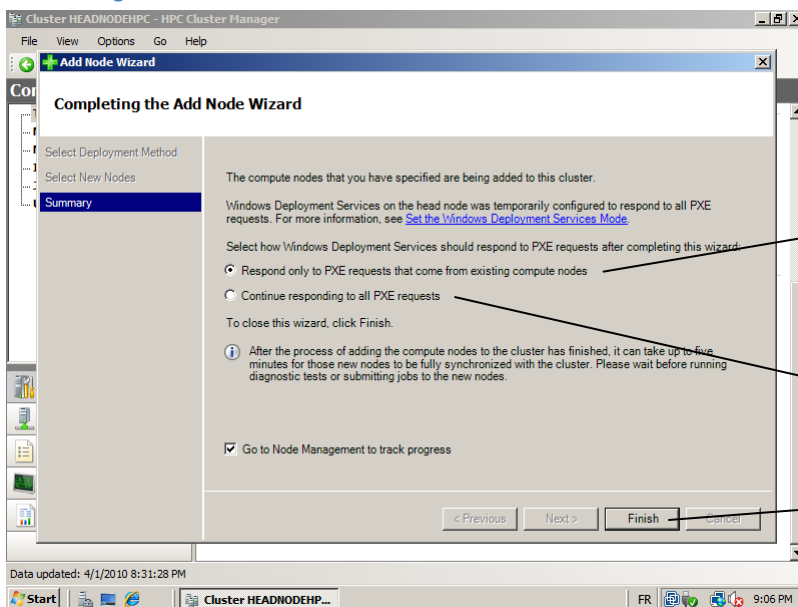 Cluster HEADNODEHPC - HPC Cluster Manager
File View Options Go Help
Add Node Wizard
Completing the Add Node Wizard
Select Deployment Method
Select New Nodes
Summary
The compute nodes that you have specified are being added to this cluster.
Windows Deployment Services on the head node was temporarily configured to respond to all PXE
requests. For more information, see Set the Windows Deployment Services Mode.
Select how Windows Deployment Services should respond to PXE requests after completing this wizard:
Respond only to PXE requests that come from existing compute nodes
Continue responding to all PXE requests
To close this wizard, click Finish.
After the process of adding the compute nodes to the cluster has finished, it can take up to five
minutes for those new nodes to be fully synchronized with the cluster. Please wait before running
diagnostic tests or submitting jobs to the new nodes.
Go to Node Management to track progress
< Previous Next > Finish Cancel
Data updated: 4/1/2010 8:31:28 PM
Start Cluster HEADNODEHP... FR 9:06 PM